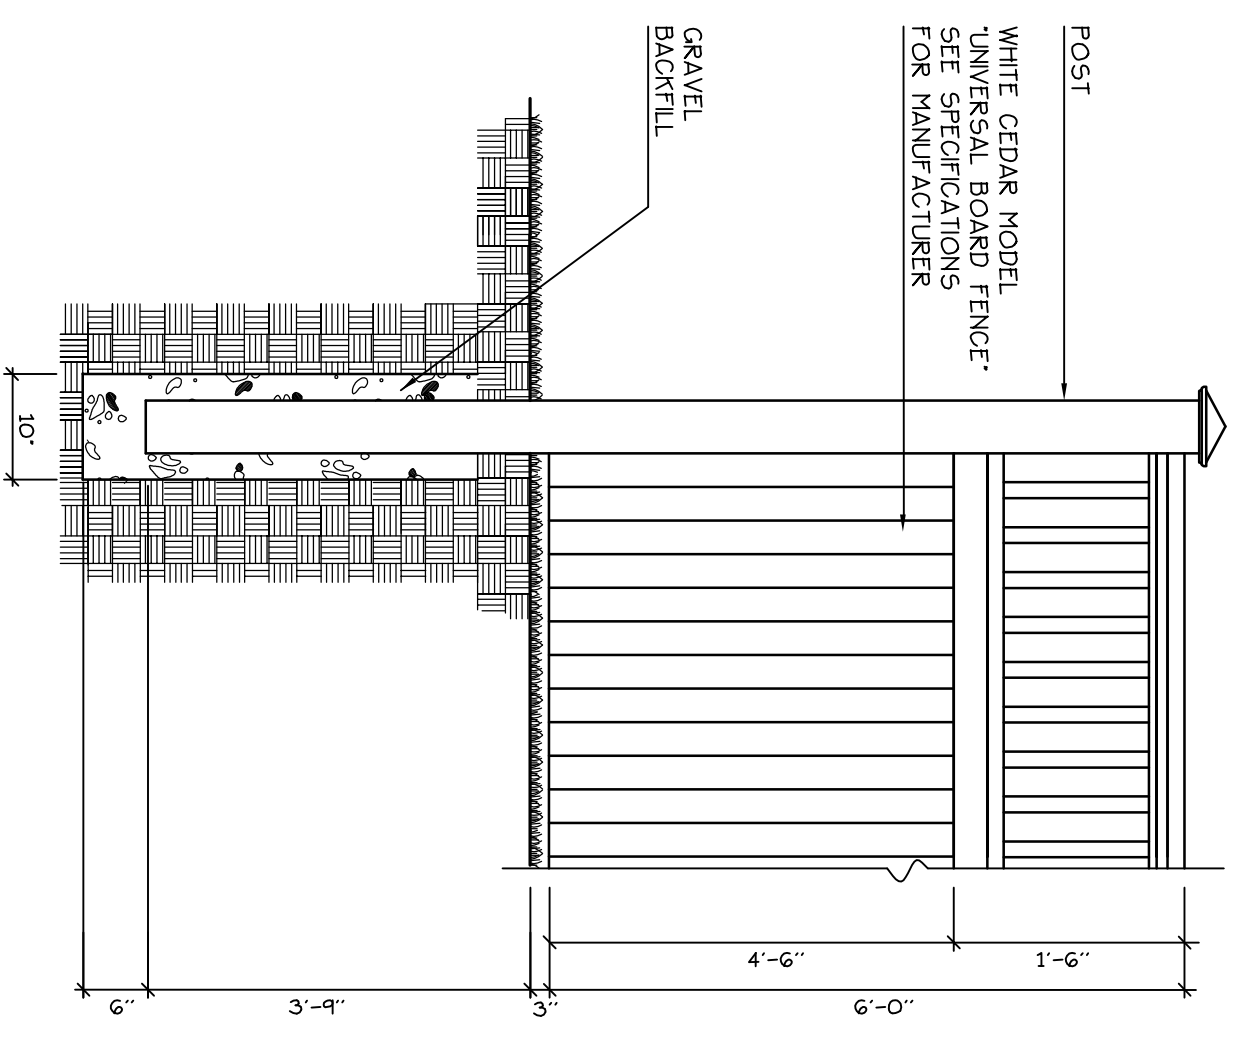 POST
WHITE CEDAR MODEL
"UNIVERSAL BOARD FENCE"
SEE SPECIFICATIONS
FOR MANUFACTURER
GRAVEL
BACKFILL
1'-6"
4'-6"
6'-0"
3"
3'-9"
6"
10"